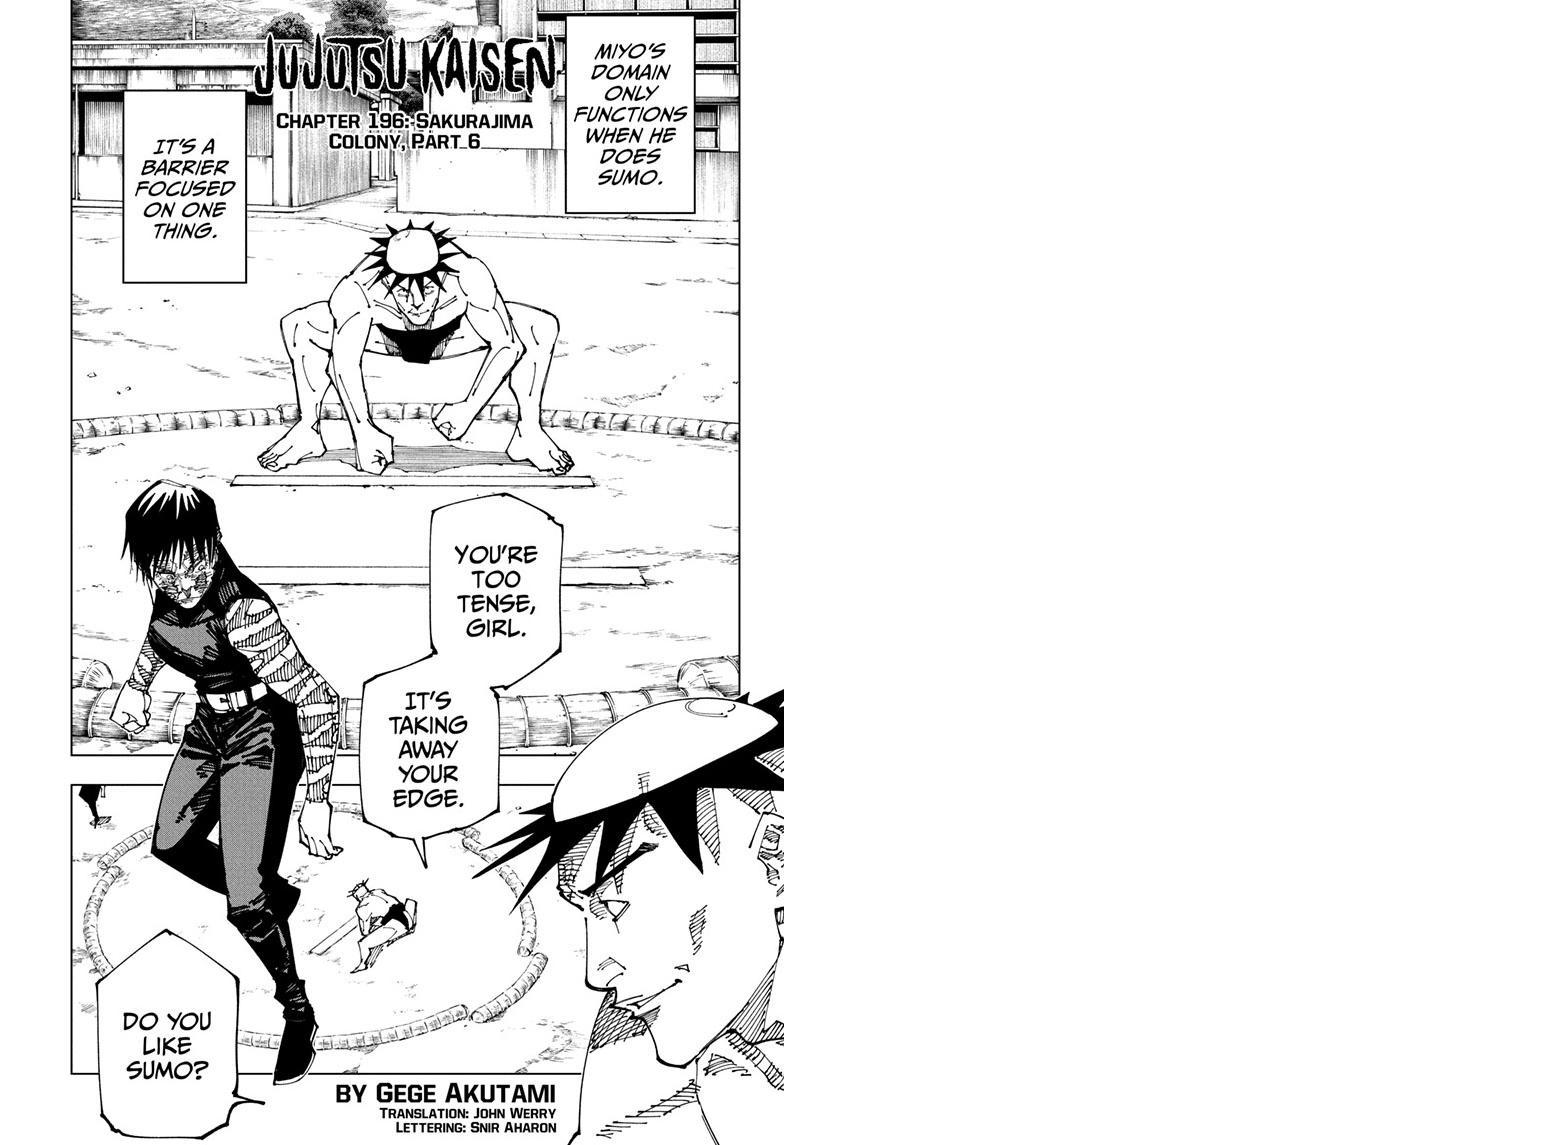 JUJUTSU KAISEN
CHAPTER 196: SAKURAJIMA
COLONY, PART 6
MIYO'S
DOMAIN
ONLY
FUNCTIONS
WHEN HE
DOES
SUMO.
IT'S A
BARRIER
FOCUSED
ON ONE
THING.
YOU'RE
TOO
TENSE,
GIRL.
IT'S
TAKING
AWAY
YOUR
EDGE.
DO YOU
LIKE
SUMO?
BY GEGE AKUTAMI
TRANSLATION: JOHN WERRY
LETTERING: SNIR AHARON